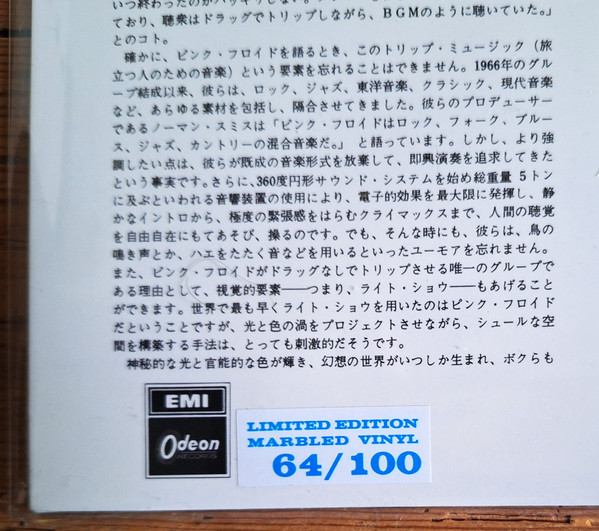 ており、聴衆はドラッグでトリップしながら、BGMのように聴いていた。」
とのコト。
確かに、ピンク・フロイドを語るとき、このトリップ・ミュージック（旅
立つ人のための音楽）という要素を忘れることはできません。1966年のグル
ープ結成以来、彼らは、ロック、ジャズ、東洋音楽、クラシック、現代音楽
など、あらゆる素材を包括し、隔合させてきました。彼らのプロデューサー
であるノーマン・スミスは「ピンク・フロイドはロック、フォーク、ブルー
ス、ジャズ、カントリーの混合音楽だ。」と語っています。しかし、より強
調したい点は、彼らが既成の音楽形式を放棄して、即興演奏を追求してきた
という事実です。さらに、360度円形サウンド・システムを始め総重量 5トン
に及ぶといわれる音響装置の使用により、電子的効果を最大限に発揮し、静
かなイントロから、極度の緊張感をはらむクライマックスまで、人間の聴覚
を自由自在にもてあそび、操るのです。でも、そんな時にも、彼らは、鳥の
鳴き声とか、ハエをたたく音などを用いるといったユーモアを忘れません。
また、ピンク・フロイドがドラッグなしでトリップさせる唯一のグループで
ある理由として、視覚的要素――つまり、ライト・ショウ――もあげること
ができます。世界で最も早くライト・ショウを用いたのはピンク・フロイド
だということですが、光と色の渦をプロジェクトさせながら、シュールな空
間を構築する手法は、とっても刺激的だそうです。
神秘的な光と官能的な色が輝き、幻想の世界がいつしか生まれ、ボクらも
EMI
Odeon
RECORDS
LIMITED EDITION
MARBLED VINYL
64/100